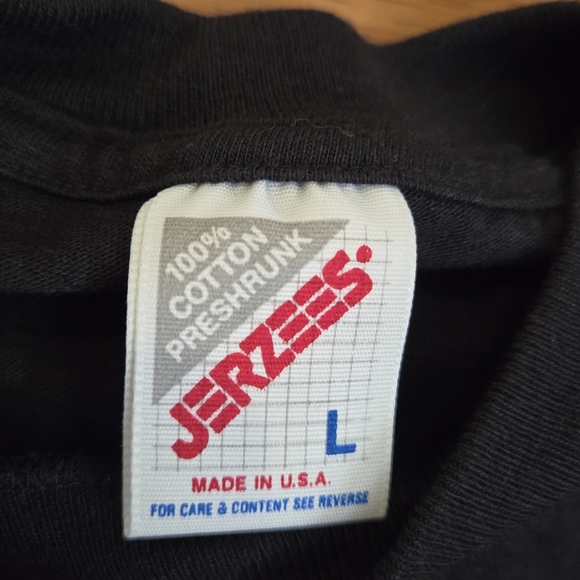 100%
COTTON
PRESHRUNK
JERZEES
L
MADE IN U.S.A.
FOR CARE & CONTENT SEE REVERSE